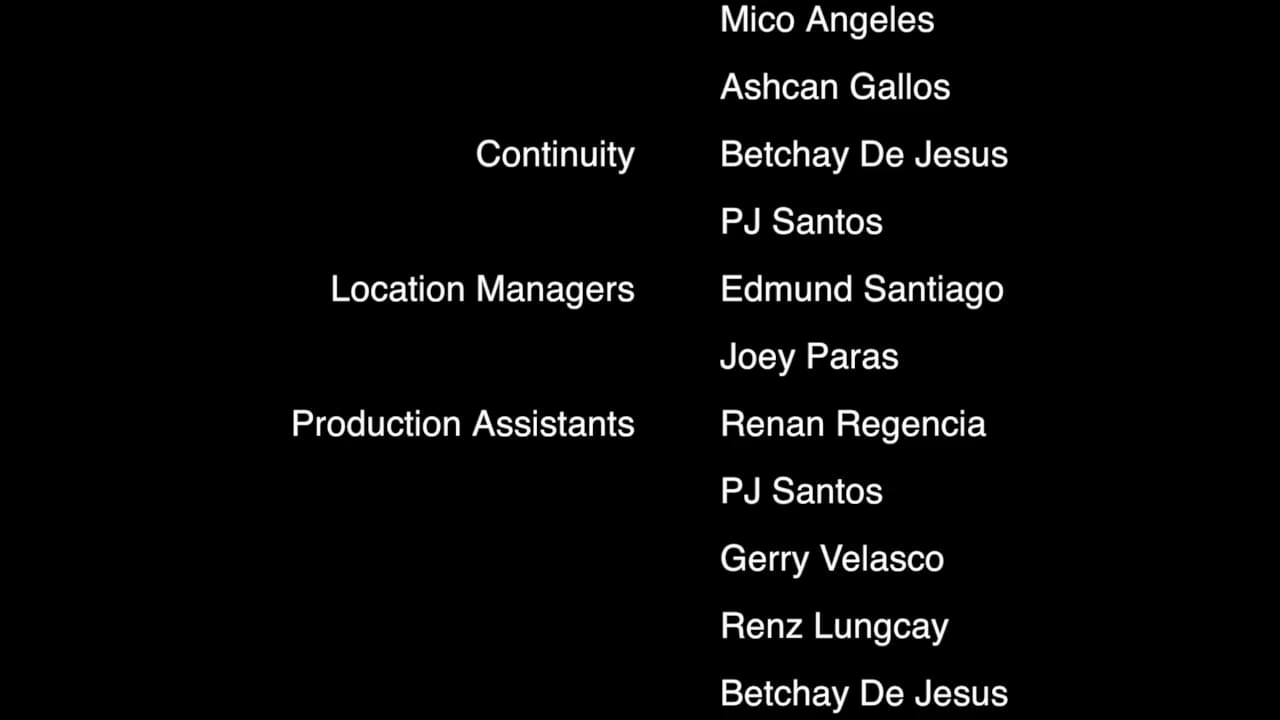 Mico Angeles
Ashcan Gallos
Continuity Betchay De Jesus
PJ Santos
Location Managers Edmund Santiago
Joey Paras
Production Assistants Renan Regencia
PJ Santos
Gerry Velasco
Renz Lungcay
Betchay De Jesus